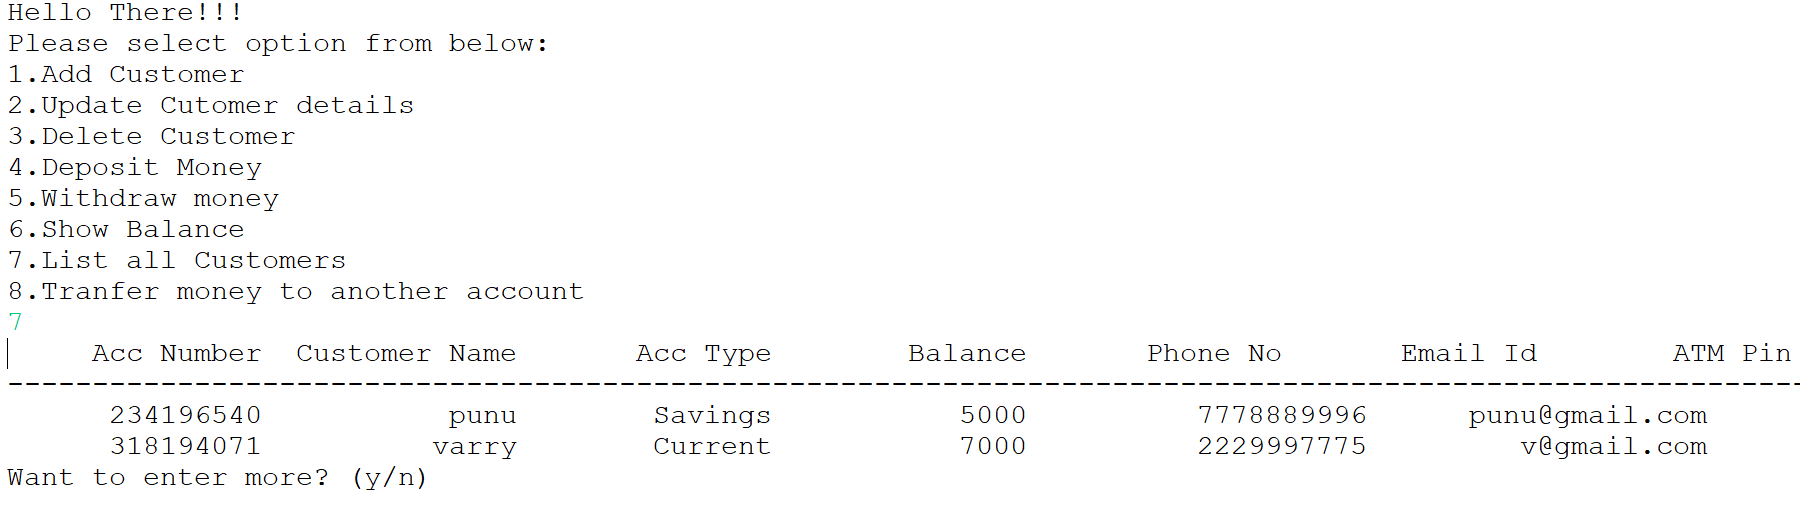 Hello There!!!
Please select option from below:
1.Add Customer
2.Update Cutomer details
3.Delete Customer
4.Deposit Money
5.Withdraw money
6.Show Balance
7.List all Customers
8.Tranfer money to another account
7
Acc Number Customer Name Acc Type Balance Phone No Email Id ATM Pin
--------------------------------------------------------------------------------------------------------------
234196540 punu Savings 5000 7778889996 punu@gmail.com
318194071 varry Current 7000 2229997775 v@gmail.com
Want to enter more? (y/n)